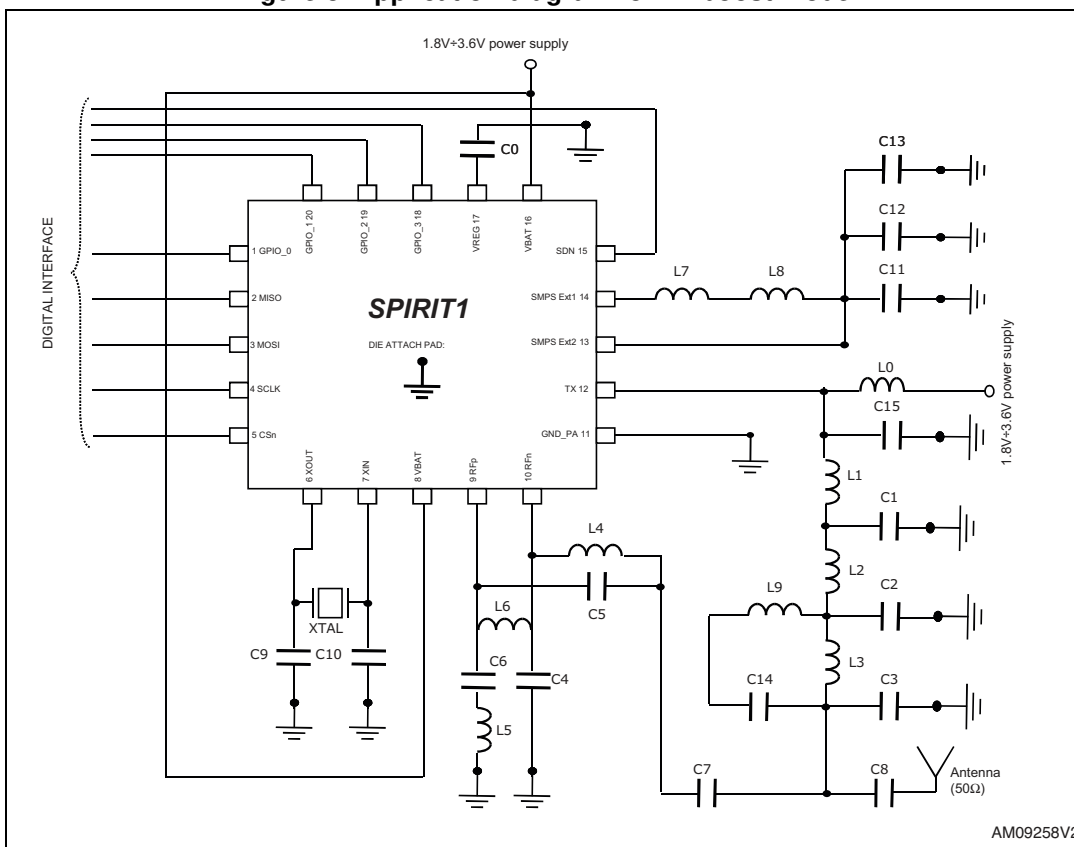 1.8V÷3.6V power supply
C0
C13
C12
C11
DIGITAL INTERFACE
GPIO_1 20
GPIO_2 19
GPIO_3 18
VREG 17
VBAT 16
1 GPIO_0
SDN 15
2 MISO
SPIRIT1
SMPS Ext1 14
L7
L8
3 MOSI
DIE ATTACH PAD:
SMPS Ext2 13
4 SCLK
TX 12
L0
1.8V÷3.6V power supply
C15
5 CSn
GND_PA 11
6 XOUT
7 XIN
8 VBAT
9 RFp
10 RFn
L1
C1
L4
L2
C2
L9
C5
L6
XTAL
C9
C10
C6
C4
L3
C14
C3
L5
C7
C8
Antenna
(50Ω)
AM09258V2